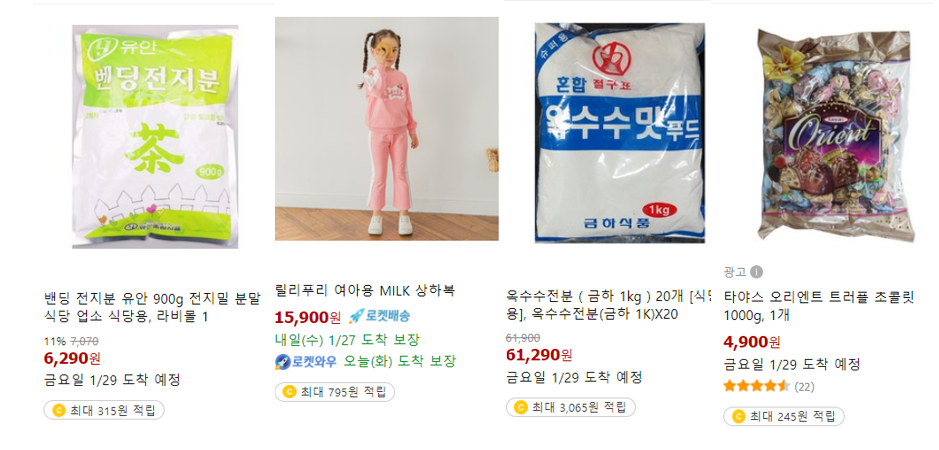 유안
벤딩전지분
茶
900g
밴딩 전지분 유안 900g 전지밀 분말
식당 업소 식당용, 라비몰 1
11% 7,070
6,290원
금요일 1/29 도착 예정
최대 315원 적립
릴리푸리 여아용 MILK 상하복
15,900원 로켓배송
내일(수) 1/27 도착 보장
로켓와우 오늘(화) 도착 보장
최대 795원 적립
슈퍼용
혼합 절구표
옥수수맛푸드
1kg
금하식품
옥수수전분 ( 금하 1kg ) 20개 [식당
용], 옥수수전분(금하 1K)X20
61,900
61,290원
금요일 1/29 도착 예정
최대 3,065원 적립
Orient
광고
타야스 오리엔트 트러플 초콜릿
1000g, 1개
4,900원
금요일 1/29 도착 예정
(22)
최대 245원 적립